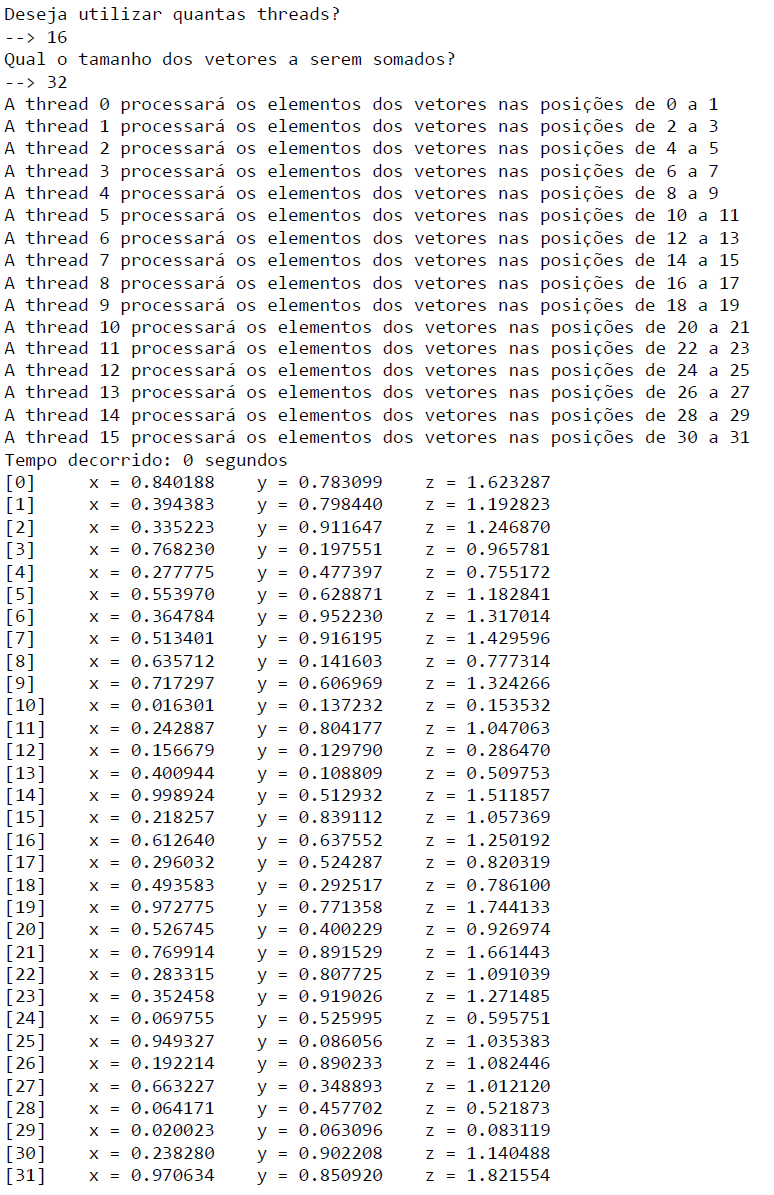 Deseja utilizar quantas threads?
--> 16
Qual o tamanho dos vetores a serem somados?
--> 32
A thread 0 processará os elementos dos vetores nas posições de 0 a 1
A thread 1 processará os elementos dos vetores nas posições de 2 a 3
A thread 2 processará os elementos dos vetores nas posições de 4 a 5
A thread 3 processará os elementos dos vetores nas posições de 6 a 7
A thread 4 processará os elementos dos vetores nas posições de 8 a 9
A thread 5 processará os elementos dos vetores nas posições de 10 a 11
A thread 6 processará os elementos dos vetores nas posições de 12 a 13
A thread 7 processará os elementos dos vetores nas posições de 14 a 15
A thread 8 processará os elementos dos vetores nas posições de 16 a 17
A thread 9 processará os elementos dos vetores nas posições de 18 a 19
A thread 10 processará os elementos dos vetores nas posições de 20 a 21
A thread 11 processará os elementos dos vetores nas posições de 22 a 23
A thread 12 processará os elementos dos vetores nas posições de 24 a 25
A thread 13 processará os elementos dos vetores nas posições de 26 a 27
A thread 14 processará os elementos dos vetores nas posições de 28 a 29
A thread 15 processará os elementos dos vetores nas posições de 30 a 31
Tempo decorrido: 0 segundos
[0]     x = 0.840188    y = 0.783099    z = 1.623287
[1]     x = 0.394383    y = 0.798440    z = 1.192823
[2]     x = 0.335223    y = 0.911647    z = 1.246870
[3]     x = 0.768230    y = 0.197551    z = 0.965781
[4]     x = 0.277775    y = 0.477397    z = 0.755172
[5]     x = 0.553970    y = 0.628871    z = 1.182841
[6]     x = 0.364784    y = 0.952230    z = 1.317014
[7]     x = 0.513401    y = 0.916195    z = 1.429596
[8]     x = 0.635712    y = 0.141603    z = 0.777314
[9]     x = 0.717297    y = 0.606969    z = 1.324266
[10]    x = 0.016301    y = 0.137232    z = 0.153532
[11]    x = 0.242887    y = 0.804177    z = 1.047063
[12]    x = 0.156679    y = 0.129790    z = 0.286470
[13]    x = 0.400944    y = 0.108809    z = 0.509753
[14]    x = 0.998924    y = 0.512932    z = 1.511857
[15]    x = 0.218257    y = 0.839112    z = 1.057369
[16]    x = 0.612640    y = 0.637552    z = 1.250192
[17]    x = 0.296032    y = 0.524287    z = 0.820319
[18]    x = 0.493583    y = 0.292517    z = 0.786100
[19]    x = 0.972775    y = 0.771358    z = 1.744133
[20]    x = 0.526745    y = 0.400229    z = 0.926974
[21]    x = 0.769914    y = 0.891529    z = 1.661443
[22]    x = 0.283315    y = 0.807725    z = 1.091039
[23]    x = 0.352458    y = 0.919026    z = 1.271485
[24]    x = 0.069755    y = 0.525995    z = 0.595751
[25]    x = 0.949327    y = 0.086056    z = 1.035383
[26]    x = 0.192214    y = 0.890233    z = 1.082446
[27]    x = 0.663227    y = 0.348893    z = 1.012120
[28]    x = 0.064171    y = 0.457702    z = 0.521873
[29]    x = 0.020023    y = 0.063096    z = 0.083119
[30]    x = 0.238280    y = 0.902208    z = 1.140488
[31]    x = 0.970634    y = 0.850920    z = 1.821554